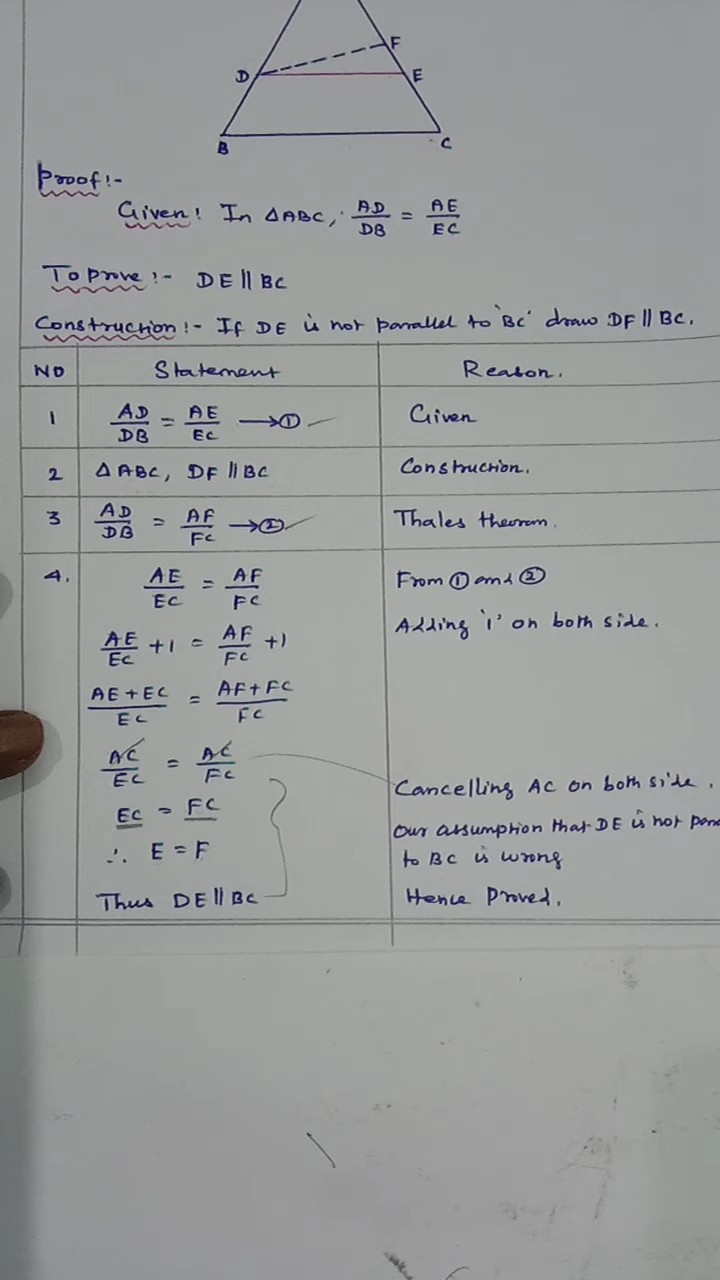 F
D
E
B
C
Proof:-
Given: In ΔABC, AD/DB = AE/EC
To prove:- DE || BC
Construction:- If DE is not parallel to 'BC' draw DF || BC.
NO Statement Reason.
1 AD/DB = AE/EC → ① Given
2 Δ ABC, DF || BC Construction.
3 AD/DB = AF/FC → ② Thales theorem.
4. AE/EC = AF/FC From ① and ②
AE/EC + 1 = AF/FC + 1 Adding '1' on both side.
AE + EC/EC = AF + FC/FC
AC/EC = AC/FC Cancelling AC on both side.
EC = FC Our assumption that DE is not para
∴ E = F to BC is wrong
Thus DE || BC Hence Proved.